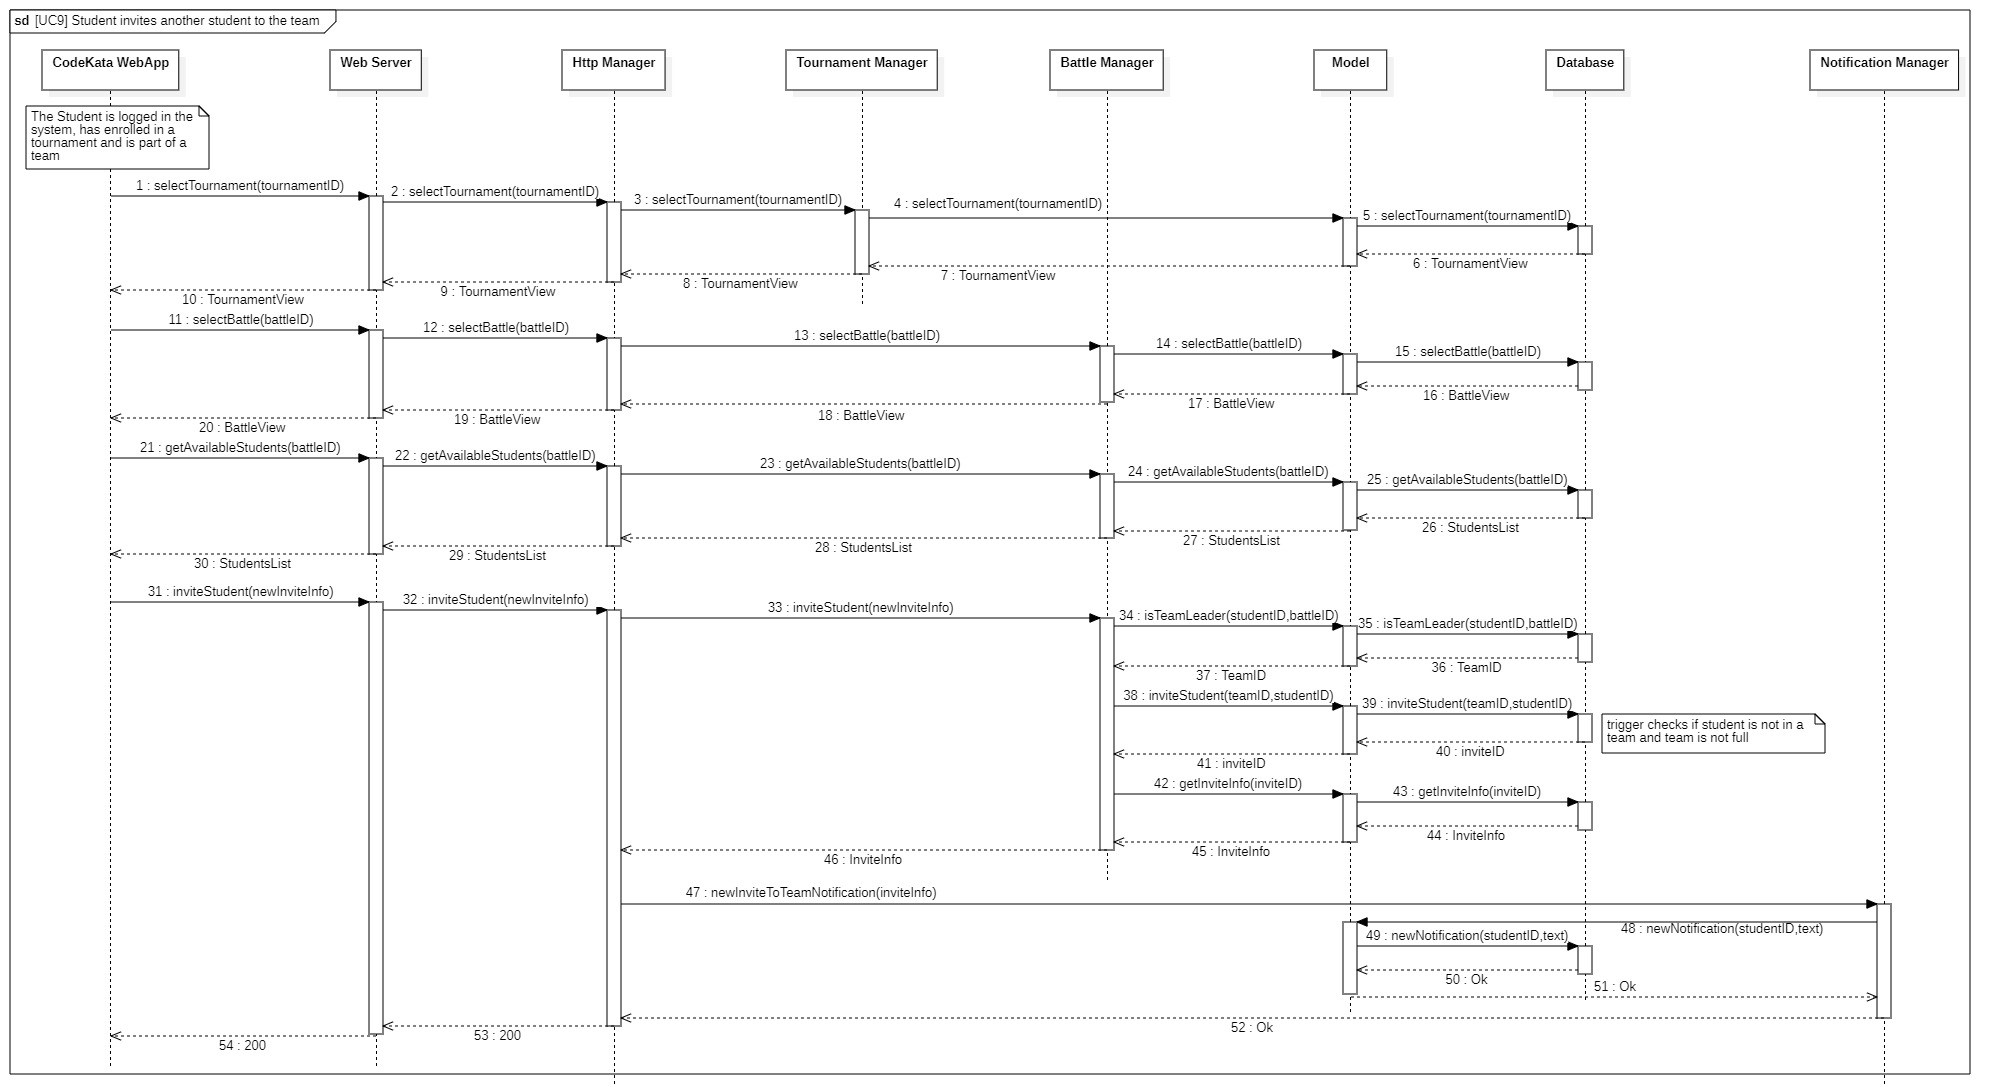 sd [UC9] Student invites another student to the team
CodeKata WebApp
Web Server
Http Manager
Tournament Manager
Battle Manager
Model
Database
Notification Manager
The Student is logged in the
system, has enrolled in a
tournament and is part of a
team
1 : selectTournament(tournamentID)
2 : selectTournament(tournamentID)
3 : selectTournament(tournamentID)
4 : selectTournament(tournamentID)
5 : selectTournament(tournamentID)
6 : TournamentView
7 : TournamentView
8 : TournamentView
9 : TournamentView
10 : TournamentView
11 : selectBattle(battleID)
12 : selectBattle(battleID)
13 : selectBattle(battleID)
14 : selectBattle(battleID)
15 : selectBattle(battleID)
16 : BattleView
17 : BattleView
18 : BattleView
19 : BattleView
20 : BattleView
21 : getAvailableStudents(battleID)
22 : getAvailableStudents(battleID)
23 : getAvailableStudents(battleID)
24 : getAvailableStudents(battleID)
25 : getAvailableStudents(battleID)
26 : StudentsList
27 : StudentsList
28 : StudentsList
29 : StudentsList
30 : StudentsList
31 : inviteStudent(newInviteInfo)
32 : inviteStudent(newInviteInfo)
33 : inviteStudent(newInviteInfo)
34 : isTeamLeader(studentID,battleID)
35 : isTeamLeader(studentID,battleID)
36 : TeamID
37 : TeamID
38 : inviteStudent(teamID,studentID)
39 : inviteStudent(teamID,studentID)
trigger checks if student is not in a
team and team is not full
40 : inviteID
41 : inviteID
42 : getInviteInfo(inviteID)
43 : getInviteInfo(inviteID)
44 : InviteInfo
45 : InviteInfo
46 : InviteInfo
47 : newInviteToTeamNotification(inviteInfo)
48 : newNotification(studentID,text)
49 : newNotification(studentID,text)
50 : Ok
51 : Ok
52 : Ok
53 : 200
54 : 200